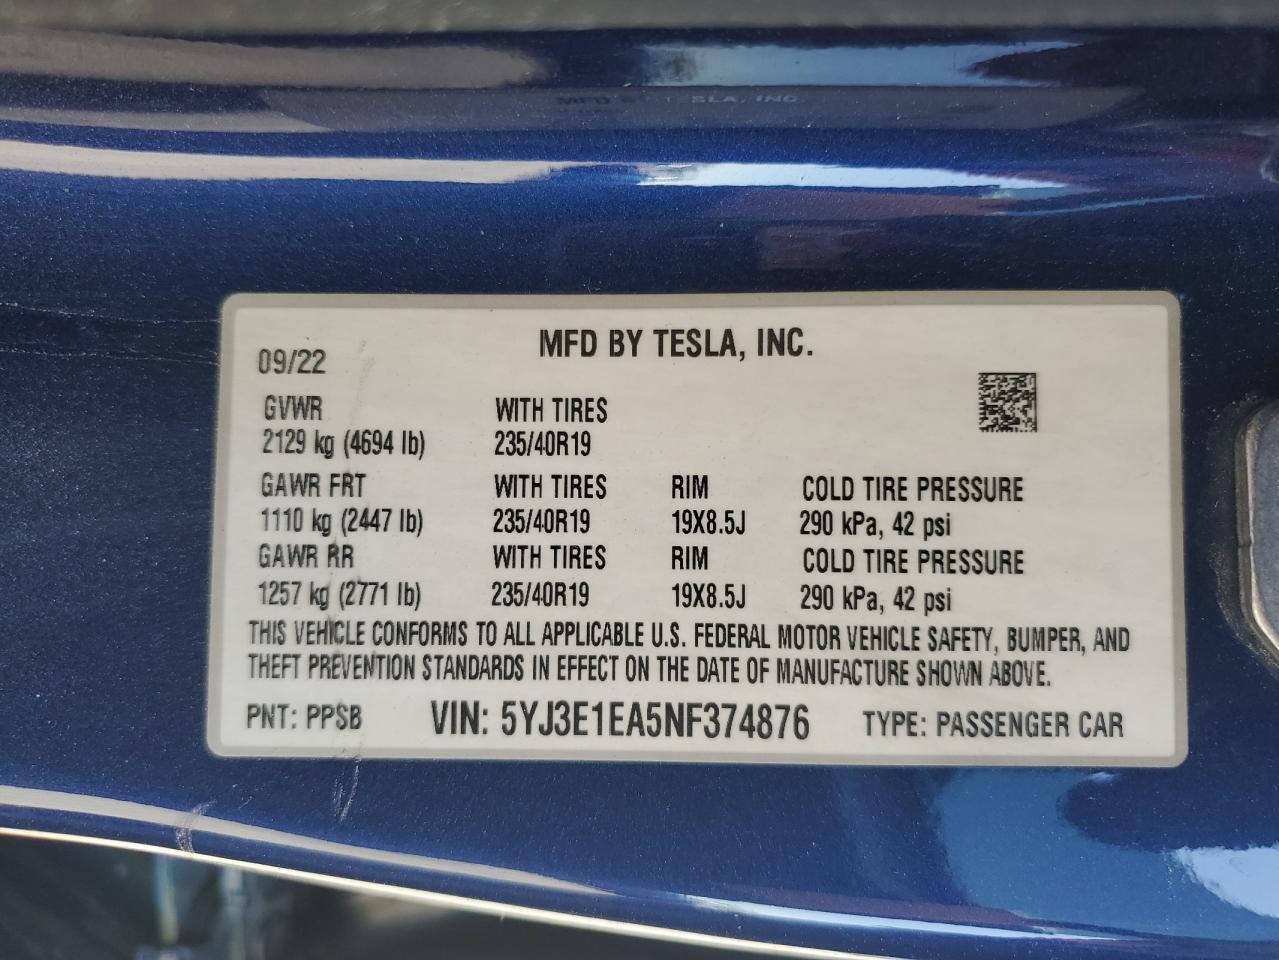 MFD BY TESLA, INC.
09/22
GVWR WITH TIRES
2129 kg (4694 lb) 235/40R19
GAWR FRT WITH TIRES RIM COLD TIRE PRESSURE
1110 kg (2447 lb) 235/40R19 19X8.5J 290 kPa, 42 psi
GAWR RR WITH TIRES RIM COLD TIRE PRESSURE
1257 kg (2771 lb) 235/40R19 19X8.5J 290 kPa, 42 psi
THIS VEHICLE CONFORMS TO ALL APPLICABLE U.S. FEDERAL MOTOR VEHICLE SAFETY, BUMPER, AND
THEFT PREVENTION STANDARDS IN EFFECT ON THE DATE OF MANUFACTURE SHOWN ABOVE.
PNT: PPSB VIN: 5YJ3E1EA5NF374876 TYPE: PASSENGER CAR